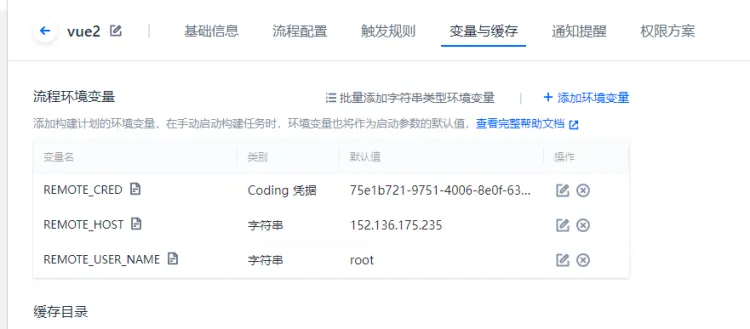 vue2 基础信息 流程配置 触发规则 变量与缓存 通知提醒 权限方案
流程环境变量 批量添加字符串类型环境变量 + 添加环境变量
添加构建计划的环境变量，在手动启动构建任务时，环境变量也将作为启动参数的默认值，查看完整帮助文档
变量名 类别 默认值 操作
REMOTE_CRED Coding 凭据 75e1b721-9751-4006-8e0f-63...
REMOTE_HOST 字符串 152.136.175.235
REMOTE_USER_NAME 字符串 root
缓存目录